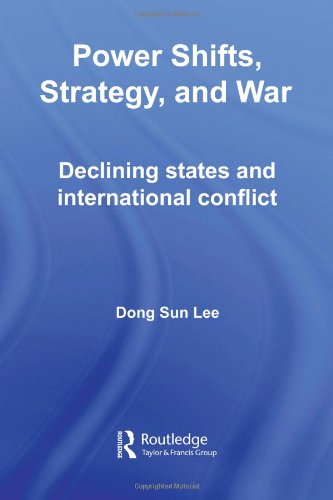 Power Shifts,
Strategy, and War
Declining states and
international conflict
Dong Sun Lee
Routledge
Taylor & Francis Group